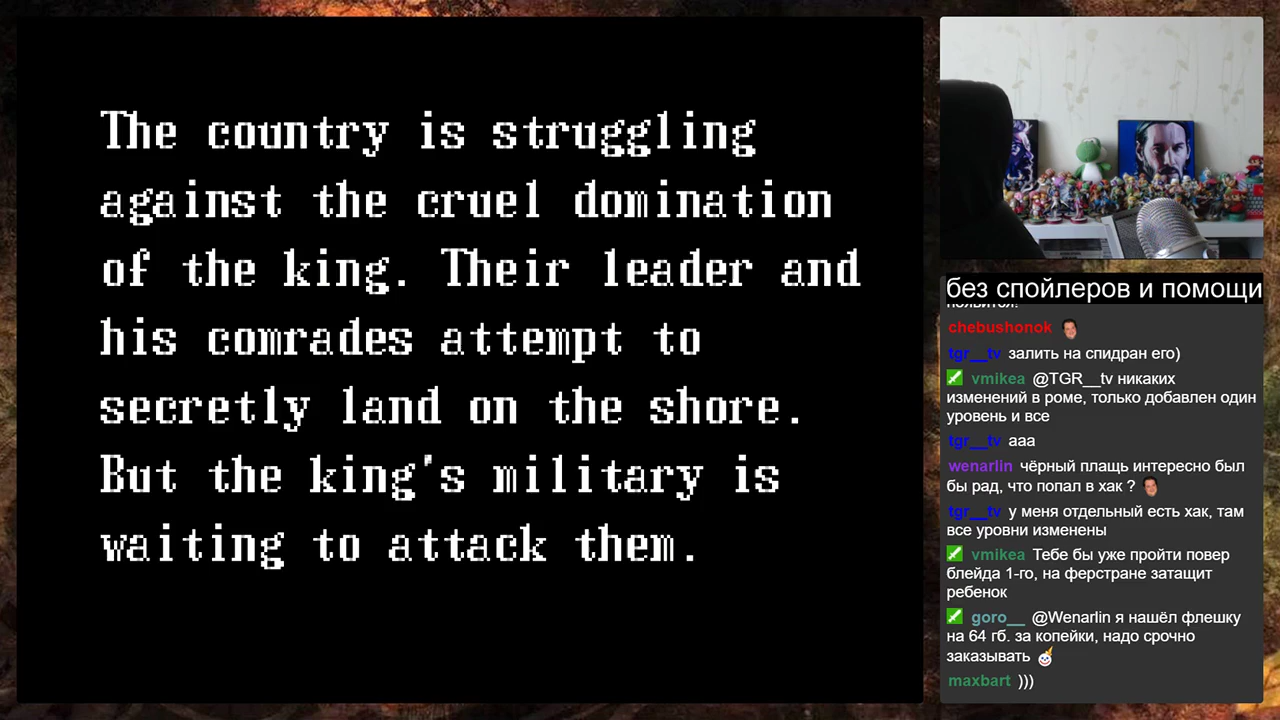 The country is struggling
against the cruel domination
of the king. Their leader and
his comrades attempt to
secretly land on the shore.
But the king's military is
waiting to attack them.
без спойлеров и помощи
chebushonok
tgr__tv залить на спидран его)
vmikea @TGR__tv никаких
изменений в роме, только добавлен один
уровень и все
tgr__tv ааа
wenarlin чёрный плащь интересно был
бы рад, что попал в хак ?
tgr__tv у меня отдельный есть хак, там
все уровни изменены
vmikea Тебе бы уже пройти повер
блейда 1-го, на ферстране затащит
ребенок
goro__ @Wenarlin я нашёл флешку
на 64 гб. за копейки, надо срочно
заказывать
maxbart )))